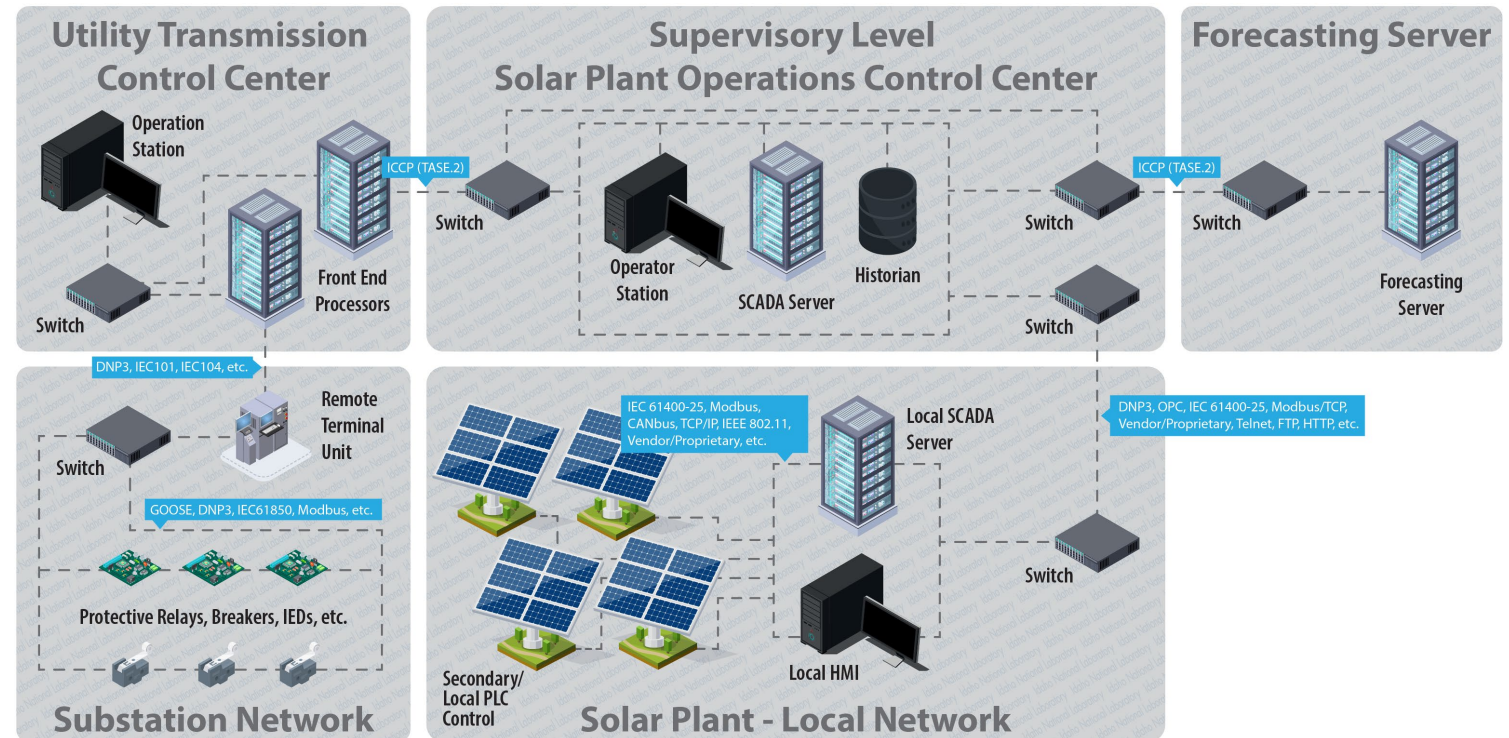 Utility Transmission
Control Center
Operation
Station
Switch
Front End
Processors
ICCP (TASE.2)
Supervisory Level
Solar Plant Operations Control Center
Switch
Operator
Station
SCADA Server
Historian
Switch
Switch
ICCP (TASE.2)
Forecasting Server
Switch
Forecasting
Server
DNP3, IEC101, IEC104, etc.
Remote
Terminal
Unit
Switch
GOOSE, DNP3, IEC61850, Modbus, etc.
Protective Relays, Breakers, IEDs, etc.
Substation Network
IEC 61400-25, Modbus,
CANbus, TCP/IP, IEEE 802.11,
Vendor/Proprietary, etc.
Local SCADA
Server
DNP3, OPC, IEC 61400-25, Modbus/TCP,
Vendor/Proprietary, Telnet, FTP, HTTP, etc.
Switch
Local HMI
Secondary/
Local PLC
Control
Solar Plant - Local Network
Idaho National Laboratory